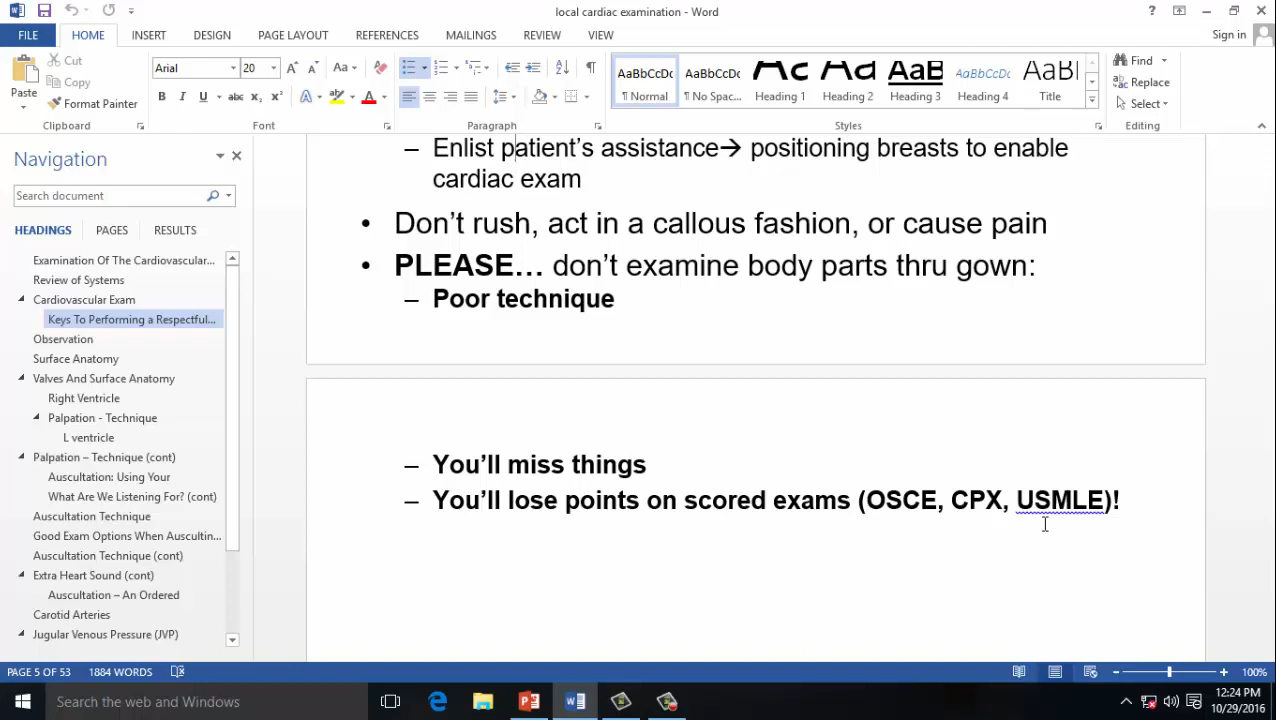 local cardiac examination - Word
Sign in
FILE HOME INSERT DESIGN PAGE LAYOUT REFERENCES MAILINGS REVIEW VIEW
Paste
Cut
Copy
Format Painter
Clipboard
Arial 20
Font
Paragraph
AaBbCcDc AaBbCcDc AaBbCcDc AaBl
¶ Normal ¶ No Spac... Heading 1 Heading 2 Heading 3 Heading 4 Title
Styles
Find
Replace
Select
Editing
Navigation
Search document
HEADINGS PAGES RESULTS
Examination Of The Cardiovascular...
Review of Systems
Cardiovascular Exam
Keys To Performing a Respectful...
Observation
Surface Anatomy
Valves And Surface Anatomy
Right Ventricle
Palpation - Technique
L ventricle
Palpation – Technique (cont)
Auscultation: Using Your
What Are We Listening For? (cont)
Auscultation Technique
Good Exam Options When Auscultin...
Auscultation Technique (cont)
Extra Heart Sound (cont)
Auscultation – An Ordered
Carotid Arteries
Jugular Venous Pressure (JVP)
– Enlist patient’s assistance→ positioning breasts to enable
cardiac exam
• Don’t rush, act in a callous fashion, or cause pain
• PLEASE… don’t examine body parts thru gown:
– Poor technique
– You’ll miss things
– You’ll lose points on scored exams (OSCE, CPX, USMLE)!
PAGE 5 OF 53 1884 WORDS
100%
Search the web and Windows
12:24 PM
10/29/2016